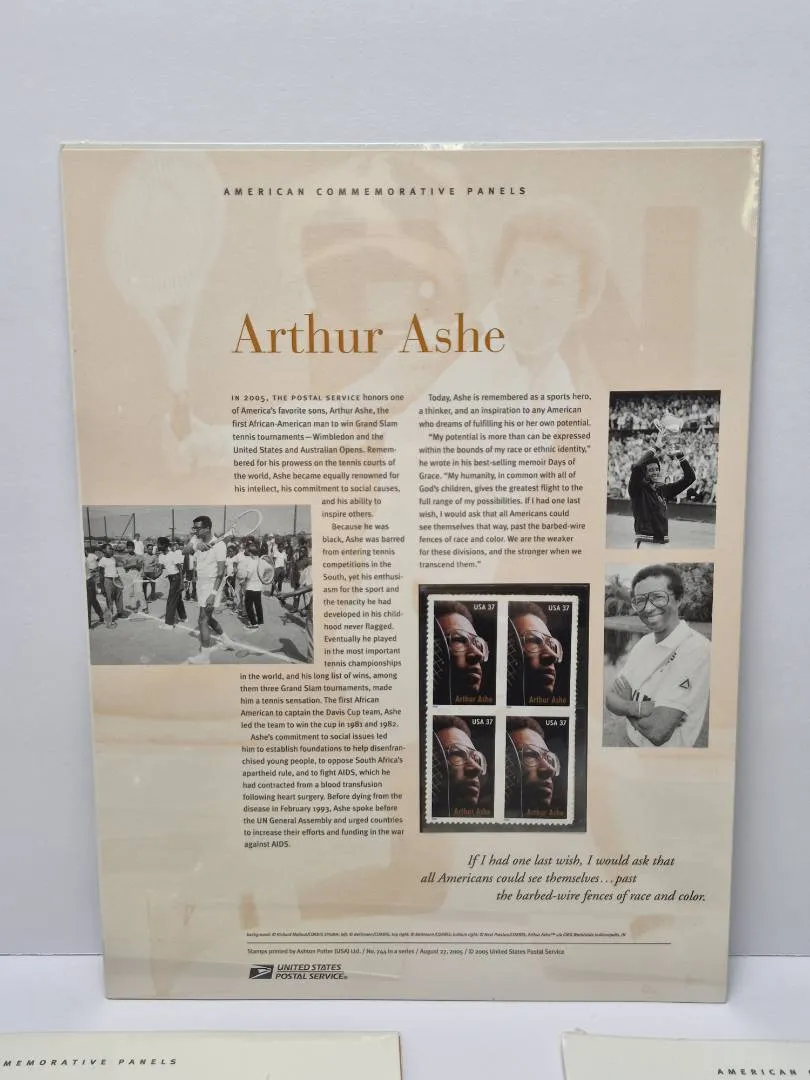 AMERICAN COMMEMORATIVE PANELS
Arthur Ashe
IN 2005, THE POSTAL SERVICE honors one
of America's favorite sons, Arthur Ashe, the
first African-American man to win Grand Slam
tennis tournaments—Wimbledon and the
United States and Australian Opens. Remem-
bered for his prowess on the tennis courts of
the world, Ashe became equally renowned for
his intellect, his commitment to social causes,
and his ability to
inspire others.
Because he was
black, Ashe was barred
from entering tennis
competitions in the
South, yet his enthusi-
asm for the sport and
the tenacity he had
developed in his child-
hood never flagged.
Eventually he played
in the most important
tennis championships
in the world, and his long list of wins, among
them three Grand Slam tournaments, made
him a tennis sensation. The first African
American to captain the Davis Cup team, Ashe
led the team to win the cup in 1981 and 1982.
Ashe's commitment to social issues led
him to establish foundations to help disenfran-
chised young people, to oppose South Africa's
apartheid rule, and to fight AIDS, which he
had contracted from a blood transfusion
following heart surgery. Before dying from the
disease in February 1993, Ashe spoke before
the UN General Assembly and urged countries
to increase their efforts and funding in the war
against AIDS.
Today, Ashe is remembered as a sports hero,
a thinker, and an inspiration to any American
who dreams of fulfilling his or her own potential.
"My potential is more than can be expressed
within the bounds of my race or ethnic identity,"
he wrote in his best-selling memoir Days of
Grace. "My humanity, in common with all of
God's children, gives the greatest flight to the
full range of my possibilities. If I had one last
wish, I would ask that all Americans could
see themselves that way, past the barbed-wire
fences of race and color. We are the weaker
for these divisions, and the stronger when we
transcend them."
USA 37
Arthur Ashe
USA 37
Arthur Ashe
USA 37
Arthur Ashe
USA 37
Arthur Ashe
If I had one last wish, I would ask that
all Americans could see themselves...past
the barbed-wire fences of race and color.
Stamps printed by Ashton Potter (USA) Ltd. / No. 744 in a series / August 27, 2005 / © 2005 United States Postal Service
UNITED STATES
POSTAL SERVICE®
MEMORATIVE PANELS
AMERICAN